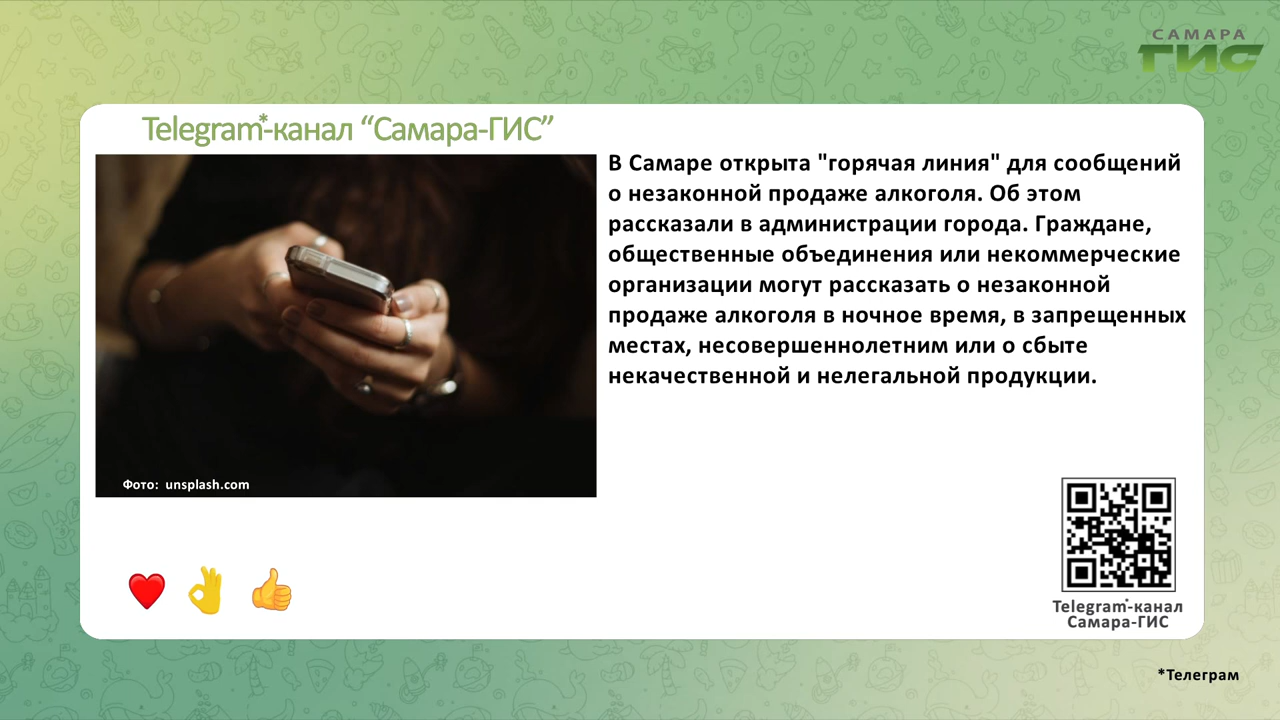 САМАРА
ГИС
Telegram*-канал “Самара-ГИС”
В Самаре открыта "горячая линия" для сообщений
о незаконной продаже алкоголя. Об этом
рассказали в администрации города. Граждане,
общественные объединения или некоммерческие
организации могут рассказать о незаконной
продаже алкоголя в ночное время, в запрещенных
местах, несовершеннолетним или о сбыте
некачественной и нелегальной продукции.
Фото: unsplash.com
Telegram*-канал
Самара-ГИС
*Телеграм